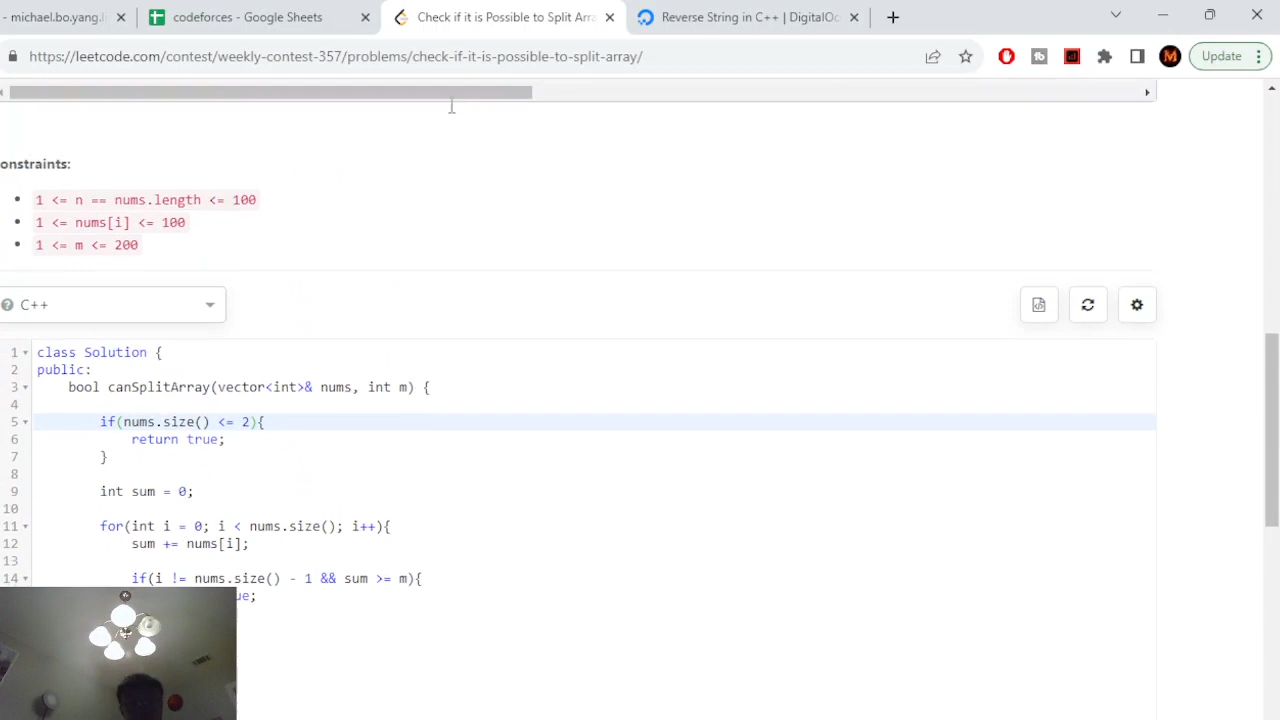 - michael.bo.yang.
codeforces - Google Sheets
Check if it is Possible to Split Arra
Reverse String in C++ | DigitalOc
https://leetcode.com/contest/weekly-contest-357/problems/check-if-it-is-possible-to-split-array/
M
Update
onstraints:
1 <= n == nums.length <= 100
1 <= nums[i] <= 100
1 <= m <= 200
C++
1 class Solution {
2 public:
3 bool canSplitArray(vector<int>& nums, int m) {
4
5 if(nums.size() <= 2){
6 return true;
7 }
8
9 int sum = 0;
10
11 for(int i = 0; i < nums.size(); i++){
12 sum += nums[i];
13
14 if(i != nums.size() - 1 && sum >= m){
ue;